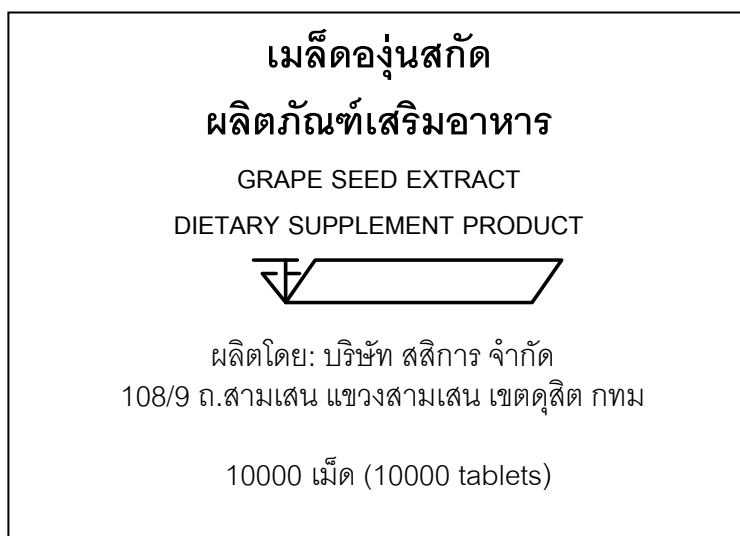 เมล็ดองุ่นสกัด
ผลิตภัณฑ์เสริมอาหาร
GRAPE SEED EXTRACT
DIETARY SUPPLEMENT PRODUCT
ผลิตโดย: บริษัท สสิการ จำกัด
108/9 ถ.สามเสน แขวงสามเสน เขตดุสิต กทม
10000 เม็ด (10000 tablets)